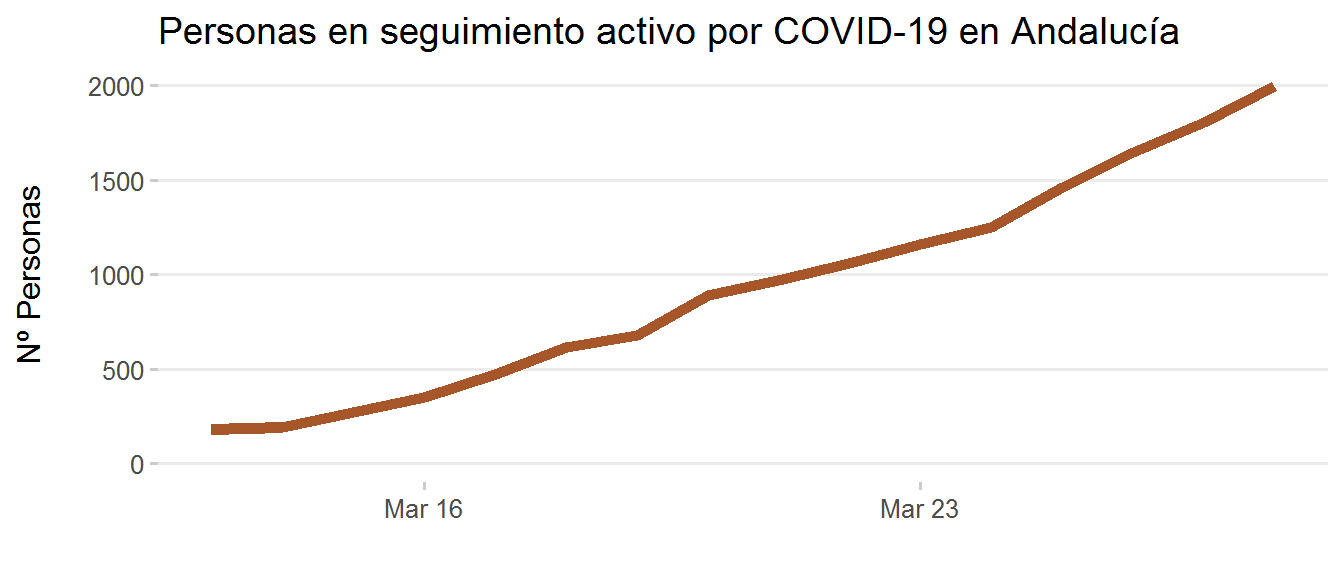 Personas en seguimiento activo por COVID-19 en Andalucía
Nº Personas
2000
1500
1000
500
0
Mar 16
Mar 23